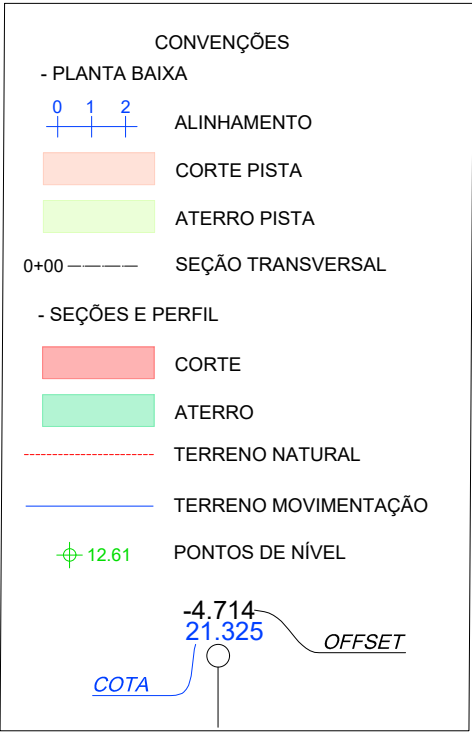 CONVENÇÕES
- PLANTA BAIXA
0 1 2
ALINHAMENTO
CORTE PISTA
ATERRO PISTA
0+00 SEÇÃO TRANSVERSAL
- SEÇÕES E PERFIL
CORTE
ATERRO
TERRENO NATURAL
TERRENO MOVIMENTAÇÃO
12.61 PONTOS DE NÍVEL
-4.714
21.325
OFFSET
COTA